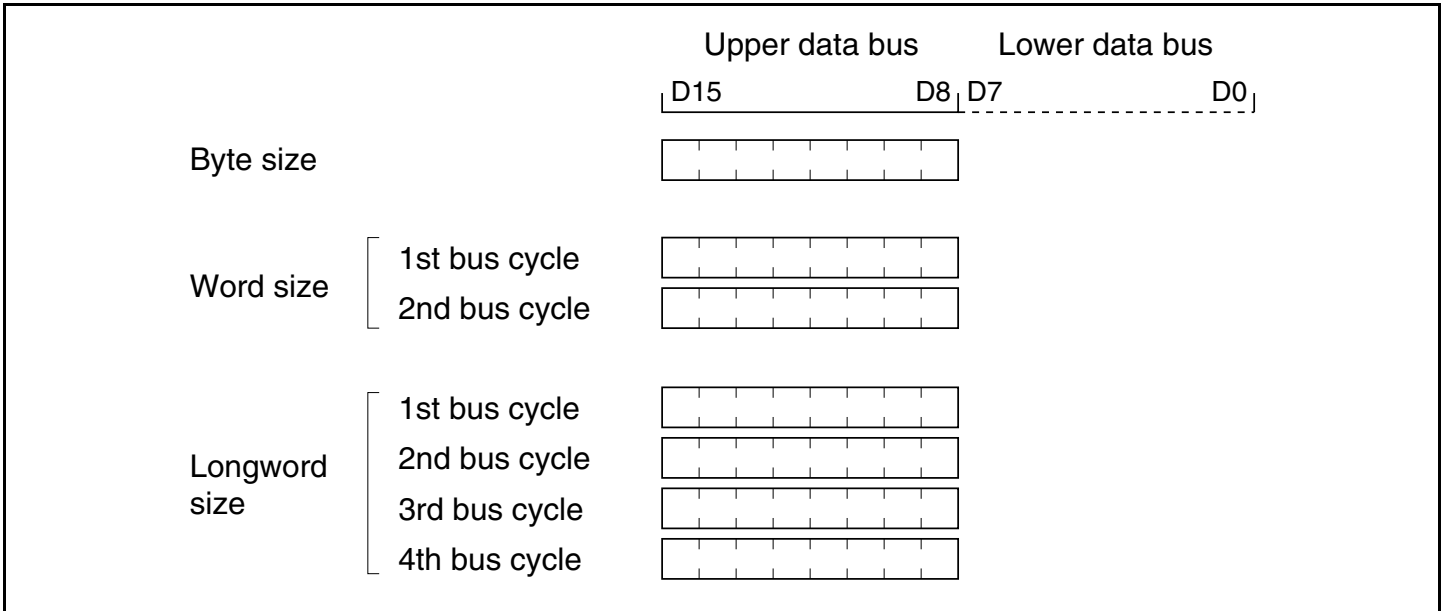 Upper data bus Lower data bus
D15 D8 D7 D0
Byte size
Word size
1st bus cycle
2nd bus cycle
Longword
size
1st bus cycle
2nd bus cycle
3rd bus cycle
4th bus cycle